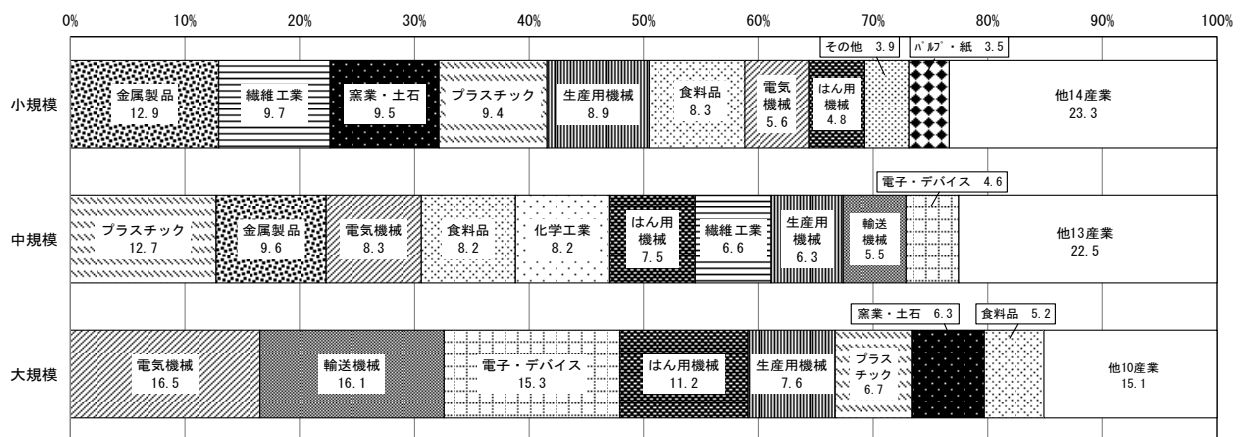 0%
10%
20%
30%
40%
50%
60%
70%
80%
90%
100%
その他 3.9
パルプ・紙 3.5
小規模
金属製品
12.9
繊維工業
9.7
窯業・土石
9.5
プラスチック
9.4
生産用機械
8.9
食料品
8.3
電気
機械
5.6
はん用
機械
4.8
他14産業
23.3
電子・デバイス 4.6
中規模
プラスチック
12.7
金属製品
9.6
電気機械
8.3
食料品
8.2
化学工業
8.2
はん用
機械
7.5
繊維工業
6.6
生産用
機械
6.3
輸送
機械
5.5
他13産業
22.5
窯業・土石 6.3
食料品 5.2
大規模
電気機械
16.5
輸送機械
16.1
電子・デバイス
15.3
はん用機械
11.2
生産用機械
7.6
プラス
チック
6.7
他10産業
15.1